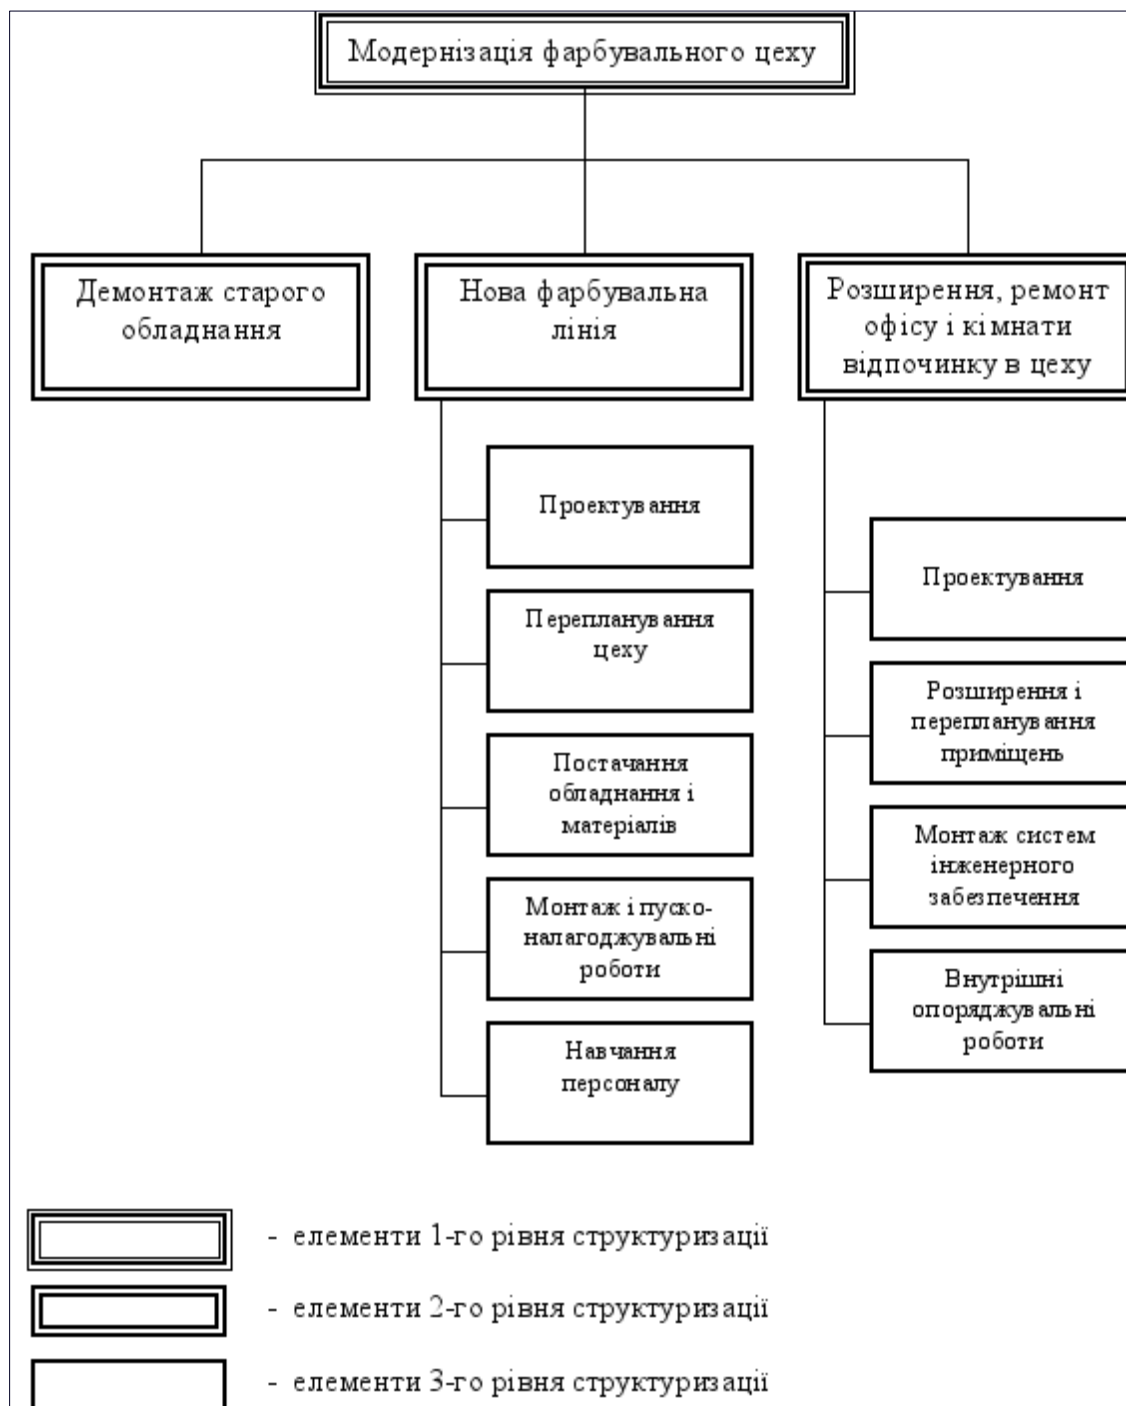 Модернізація фарбувального цеху
Демонтаж старого
обладнання
Нова фарбувальна
лінія
Розширення, ремонт
офісу і кімнати
відпочинку в цеху
Проектування
Перепланування
цеху
Постачання
обладнання і
матеріалів
Монтаж і пуско-
налагоджувальні
роботи
Навчання
персоналу
Проектування
Розширення і
перепланування
приміщень
Монтаж систем
інженерного
забезпечення
Внутрішні
опоряджувальні
роботи
- елементи 1-го рівня структуризації
- елементи 2-го рівня структуризації
- елементи 3-го рівня структуризації